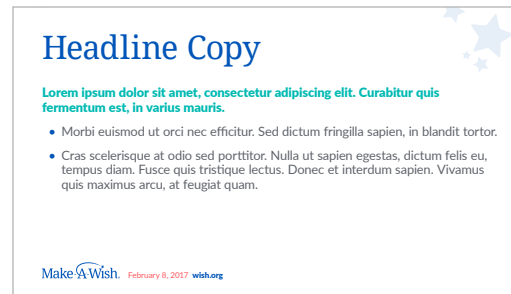 Headline Copy
Lorem ipsum dolor sit amet, consectetur adipiscing elit. Curabitur quis
fermentum est, in varius mauris.
• Morbi euismod ut orci nec efficitur. Sed dictum fringilla sapien, in blandit tortor.
• Cras scelerisque at odio sed porttitor. Nulla ut sapien egestas, dictum felis eu,
tempus diam. Fusce quis tristique lectus. Donec et interdum sapien. Vivamus
quis maximus arcu, at feugiat quam.
Make-A-Wish. February 8, 2017 wish.org